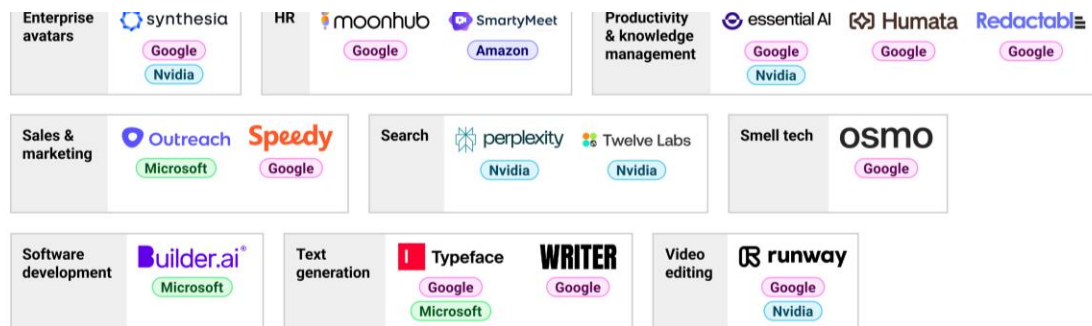 Enterprise
avatars
synthesia
Google
Nvidia
HR
moonhub
Google
SmartyMeet
Amazon
Productivity
& knowledge
management
essential AI
Google
Nvidia
Humata
Google
Redactable
Google
Sales &
marketing
Outreach
Microsoft
Speedy
Google
Search
perplexity
Nvidia
Twelve Labs
Nvidia
Smell tech
osmo
Google
Software
development
Builder.ai®
Microsoft
Text
generation
Typeface
Google
Microsoft
WRITER
Google
Video
editing
runway
Google
Nvidia